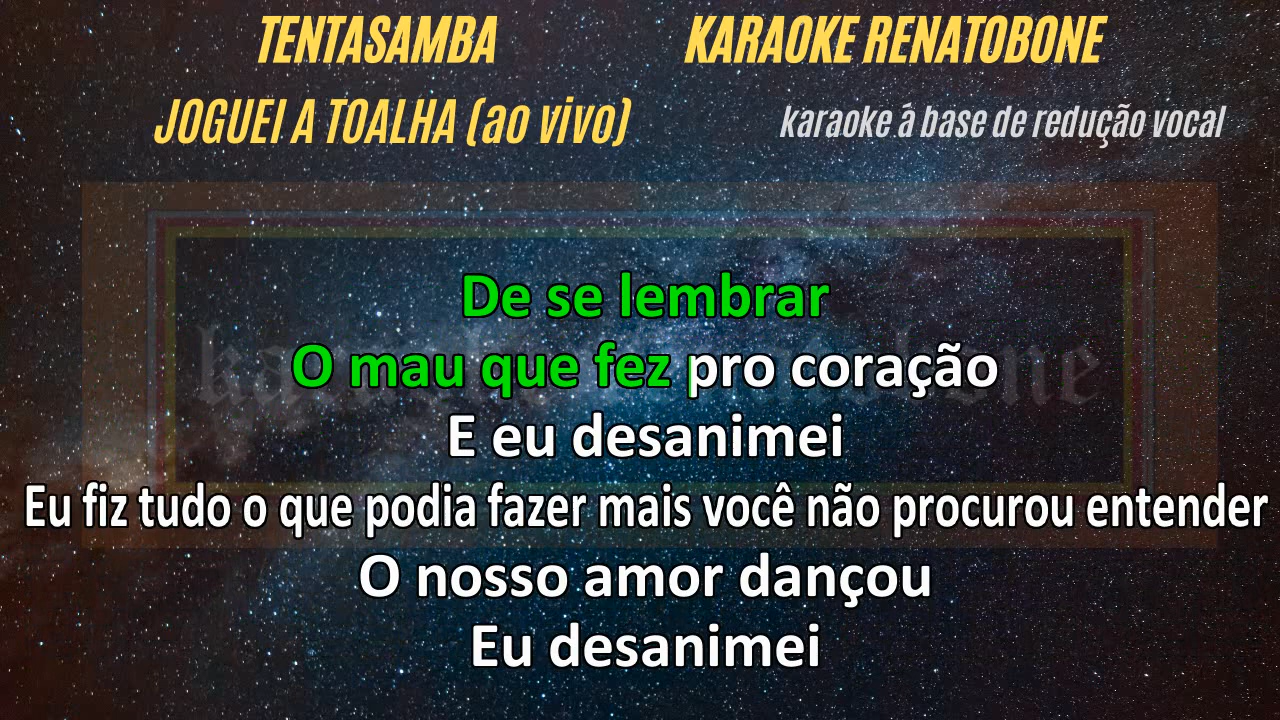 TENTASAMBA
KARAOKE RENATOBONE
JOGUEI A TOALHA (ao vivo)
karaoke á base de redução vocal
De se lembrar
O mau que fez pro coração
E eu desanimei
Eu fiz tudo o que podia fazer mais você não procurou entender
O nosso amor dançou
Eu desanimei